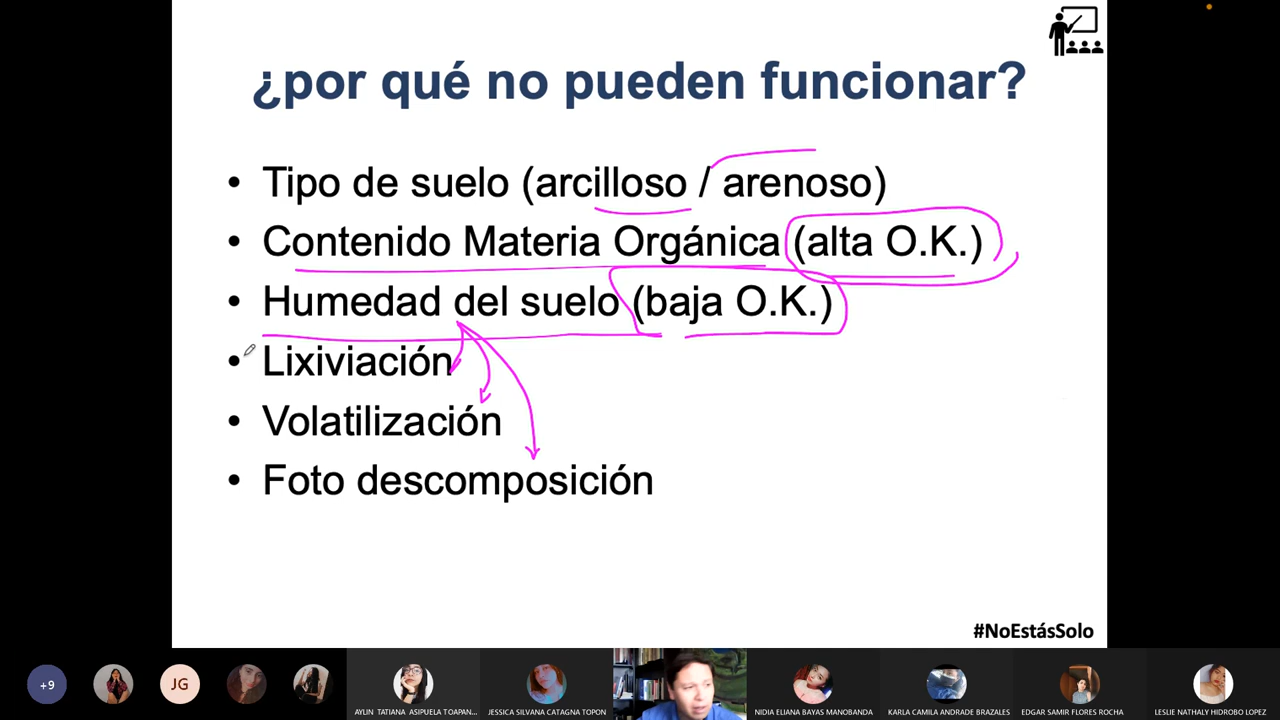 ¿por qué no pueden funcionar?
• Tipo de suelo (arcilloso / arenoso)
• Contenido Materia Orgánica (alta O.K.)
• Humedad del suelo (baja O.K.)
• Lixiviación
• Volatilización
• Foto descomposición
#NoEstásSolo
+9
JG
AYLIN TATIANA ASIPUELA TOAPAN...
JESSICA SILVANA CATAGNA TOPON
NIDIA ELIANA BAYAS MANOBANDA
KARLA CAMILA ANDRADE BRAZALES
EDGAR SAMIR FLORES ROCHA
LESLIE NATHALY HIDROBO LOPEZ